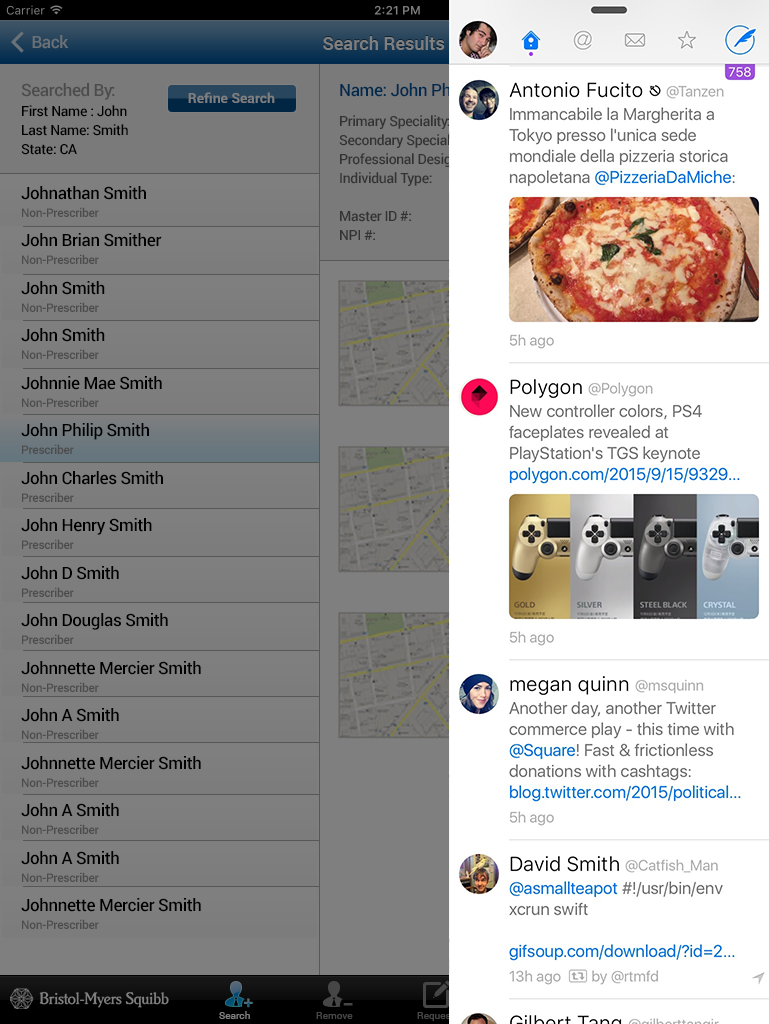 Carrier
2:21 PM
Back
Search Results
Searched By:
First Name : John
Last Name: Smith
State: CA
Refine Search
Johnathan Smith
Non-Prescriber
John Brian Smither
Non-Prescriber
John Smith
Non-Prescriber
John Smith
Non-Prescriber
Johnnie Mae Smith
Non-Prescriber
John Philip Smith
Prescriber
John Charles Smith
Prescriber
John Henry Smith
Prescriber
John D Smith
Prescriber
John Douglas Smith
Prescriber
Johnnette Mercier Smith
Non-Prescriber
John A Smith
Non-Prescriber
Johnnette Mercier Smith
Non-Prescriber
John A Smith
Non-Prescriber
John A Smith
Non-Prescriber
Johnnette Mercier Smith
Non-Prescriber
Name: John Ph
Primary Speciality:
Secondary Special
Professional Desig
Individual Type:
Master ID #:
NPI #:
Bristol-Myers Squibb
Search
Remove
Reque
758
Antonio Fucito @Tanzen
Immancabile la Margherita a
Tokyo presso l'unica sede
mondiale della pizzeria storica
napoletana @PizzeriaDaMiche:
5h ago
Polygon @Polygon
New controller colors, PS4
faceplates revealed at
PlayStation's TGS keynote
polygon.com/2015/9/15/9329...
GOLD SILVER STEEL BLACK CRYSTAL
5h ago
megan quinn @msquinn
Another day, another Twitter
commerce play - this time with
@Square! Fast & frictionless
donations with cashtags:
blog.twitter.com/2015/political...
5h ago
David Smith @Catfish_Man
@asmallteapot #!/usr/bin/env
xcrun swift
gifsoup.com/download/?id=2...
13h ago by @rtmfd
Gilbert Tang